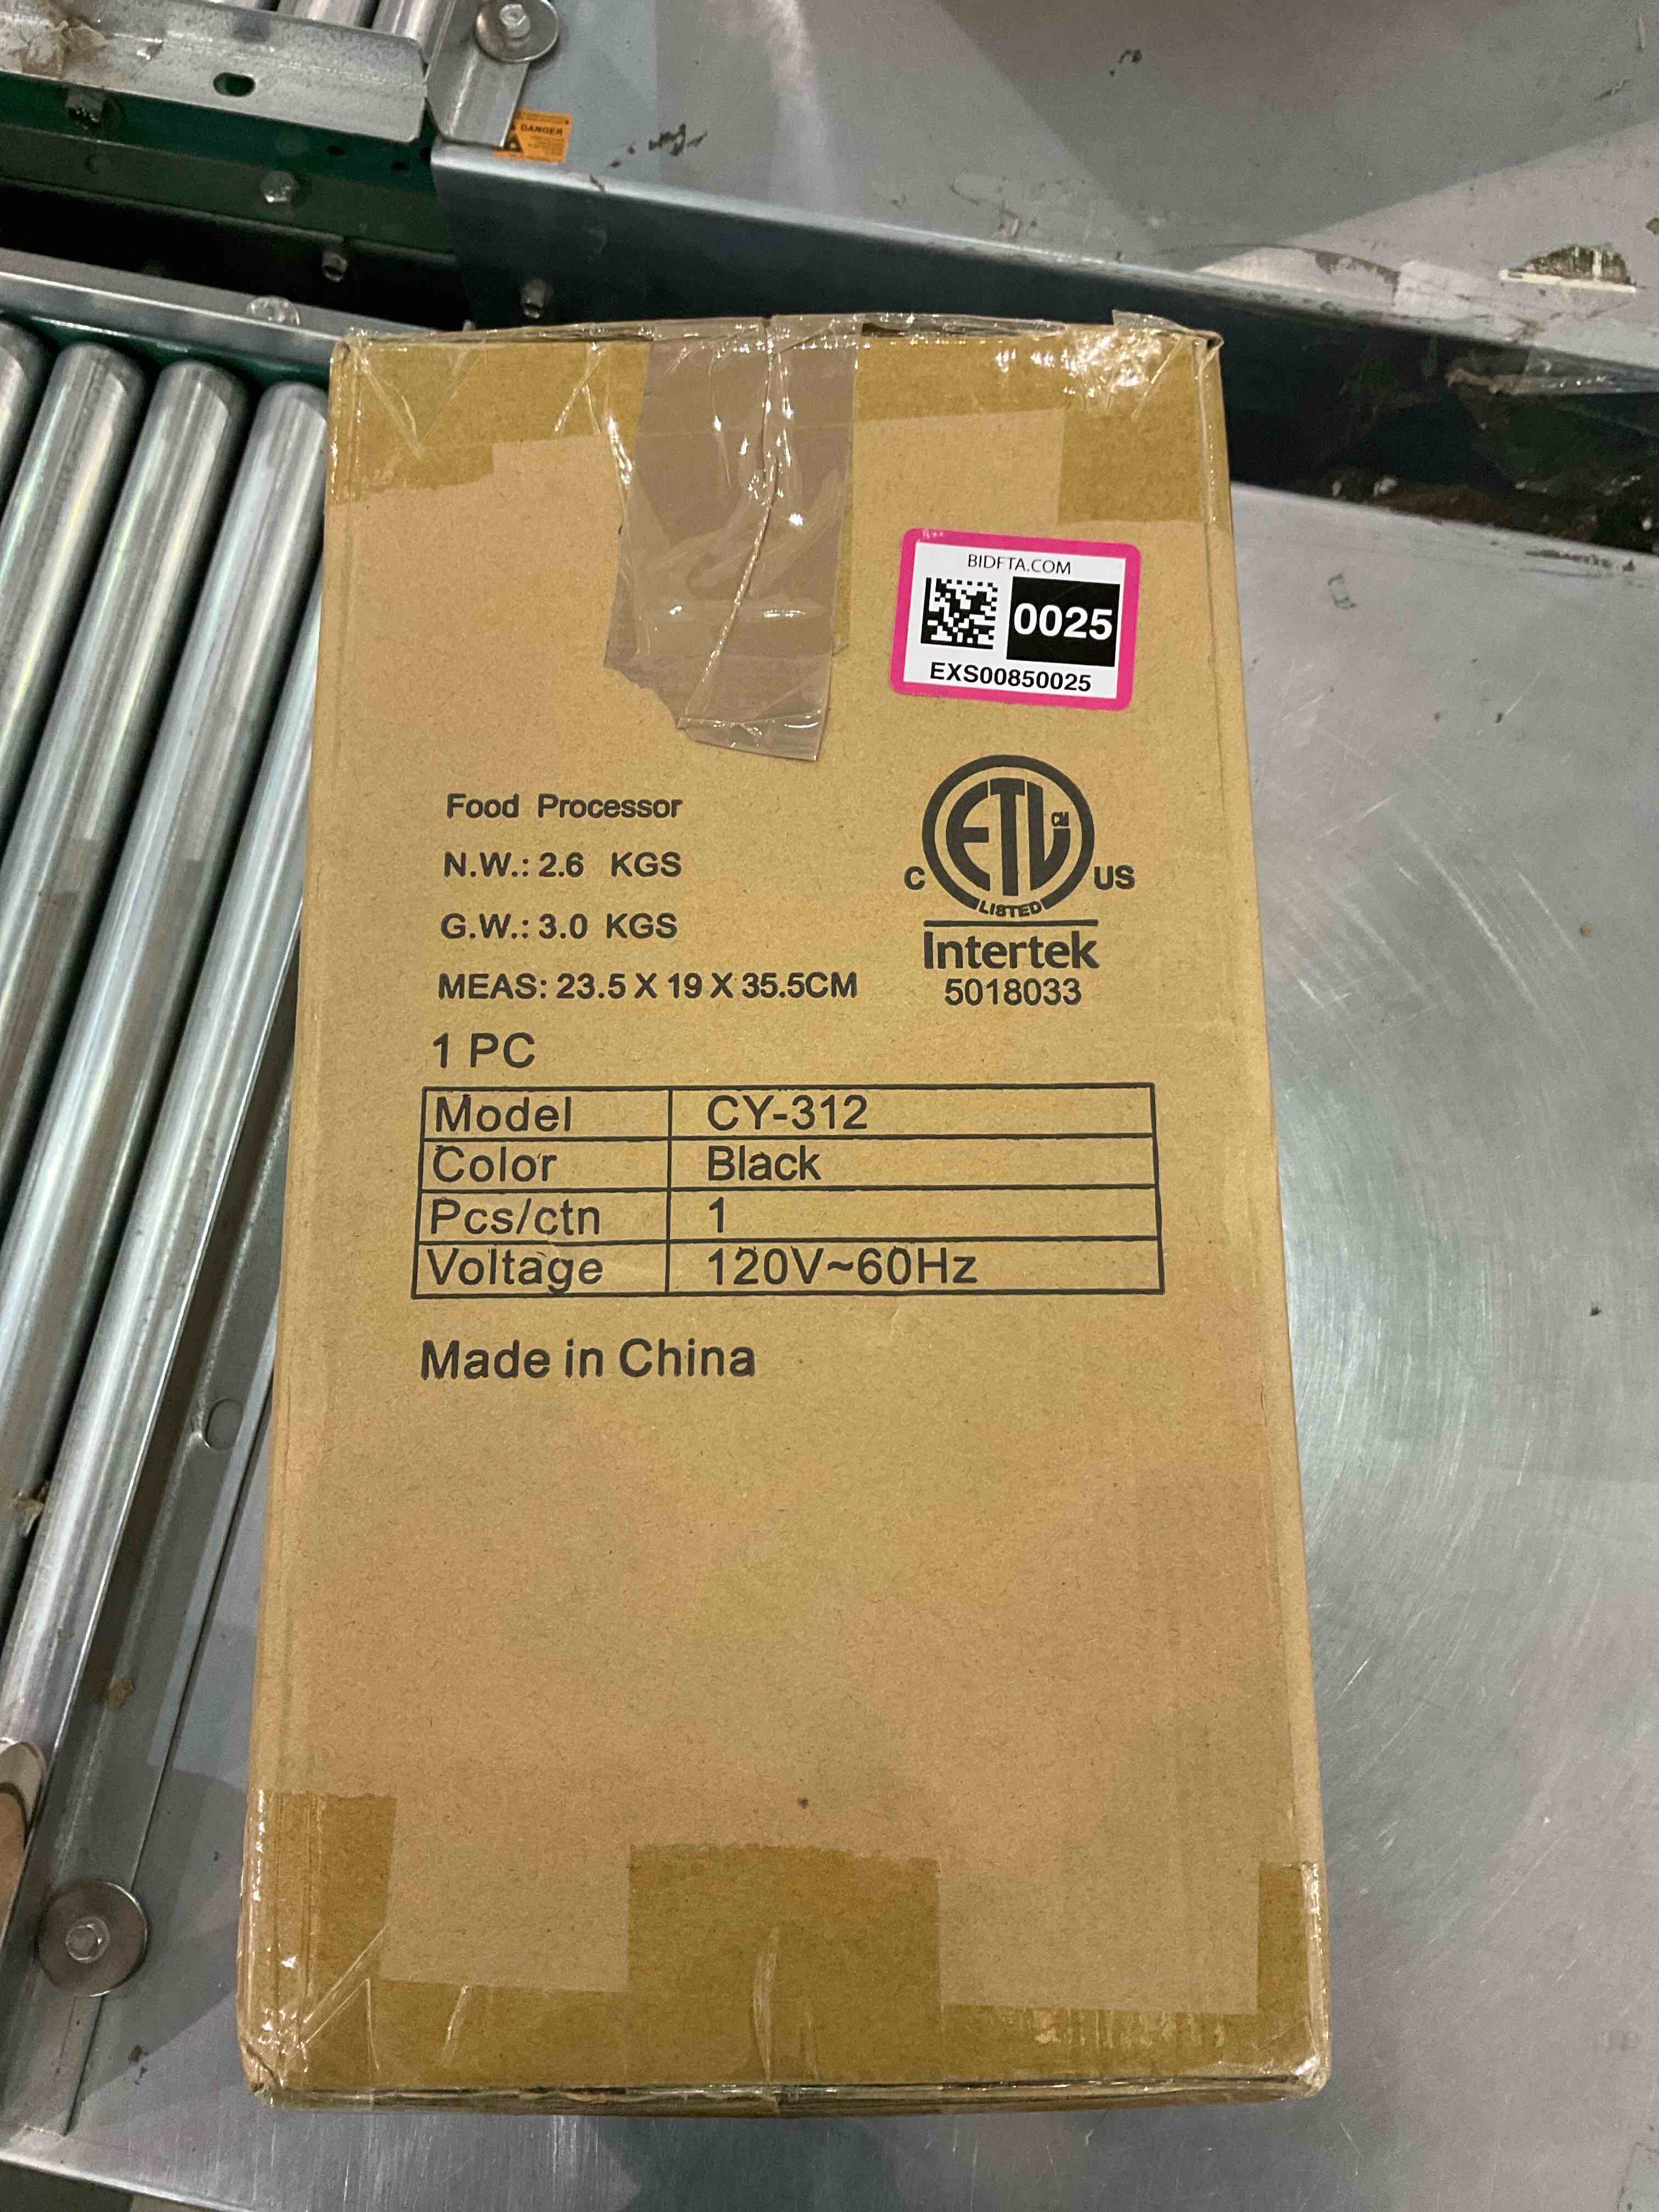 DANGER
BIDFTA.COM
0025
EXS00850025
Food Processor
N.W.: 2.6 KGS
G.W.: 3.0 KGS
MEAS: 23.5 X 19 X 35.5CM
1 PC
ETL CM
C US
LISTED
Intertek
5018033
Model CY-312
Color Black
Pcs/ctn 1
Voltage 120V~60Hz
Made in China